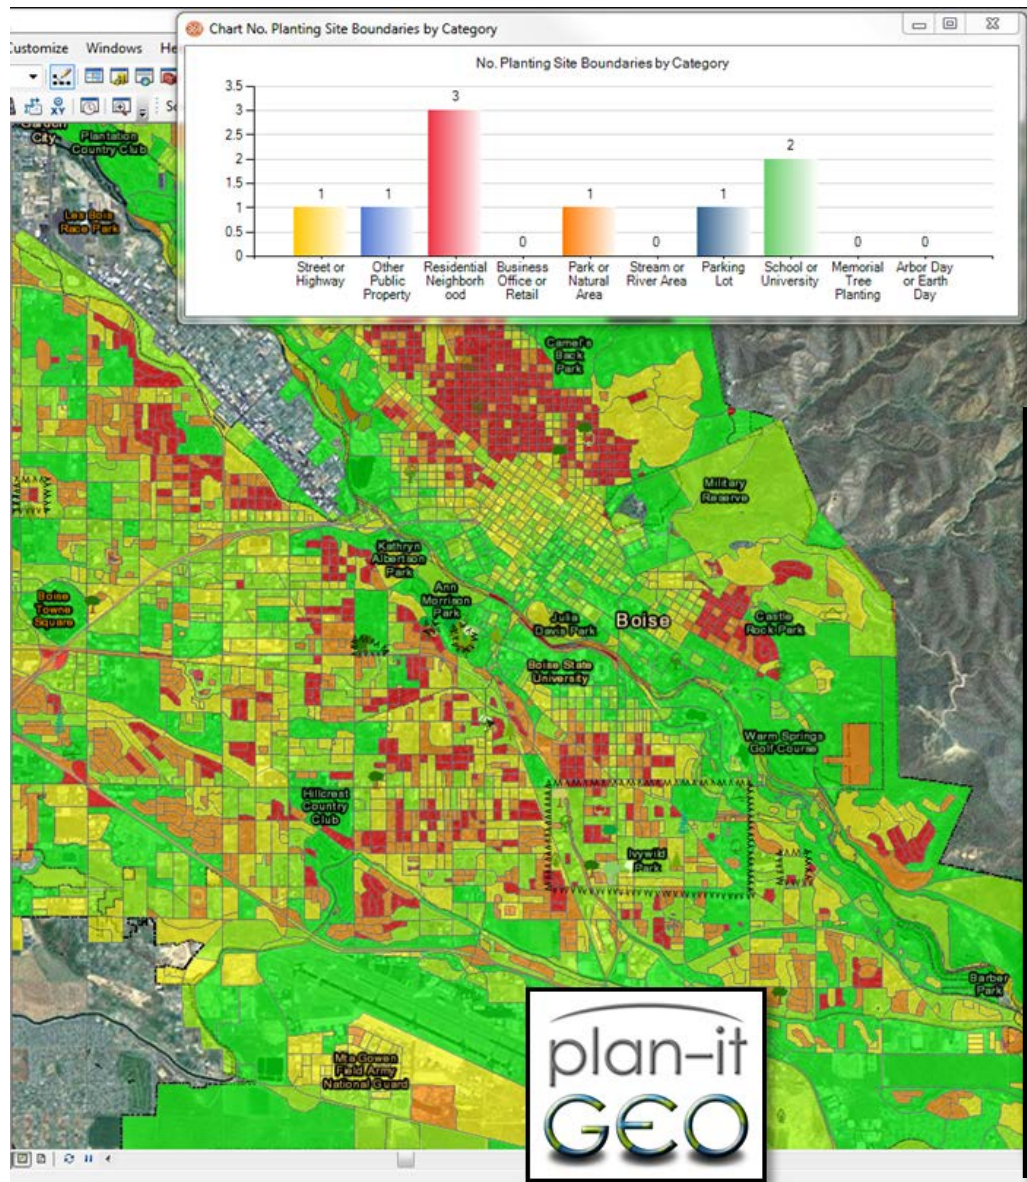 Chart No. Planting Site Boundaries by Category
ustomize Windows He
No. Planting Site Boundaries by Category
3.5
3
2.5
2
1.5
1
0.5
0
1
1
3
0
1
0
1
2
0
0
Street or
Highway
Other
Public
Property
Residential
Neighborh
ood
Business
Office or
Retail
Park or
Natural
Area
Stream or
River Area
Parking
Lot
School or
University
Memorial
Tree
Planting
Arbor Day
or Earth
Day
XY
City
Plantation
Country Club
Les Bois
Race Park
Camel's
Back
Park
Military
Reserve
Kathryn
Albertson
Park
Ann
Morrison
Park
Boise
Towne
Square
Julia
Davis Park
Boise
Castle
Rock Park
Boise State
University
Warm Springs
Golf Course
Hillcrest
Country
Club
Ivywild
Park
Barber
Park
Mta Gowen
Field Army
National Guard
plan-it
GEO